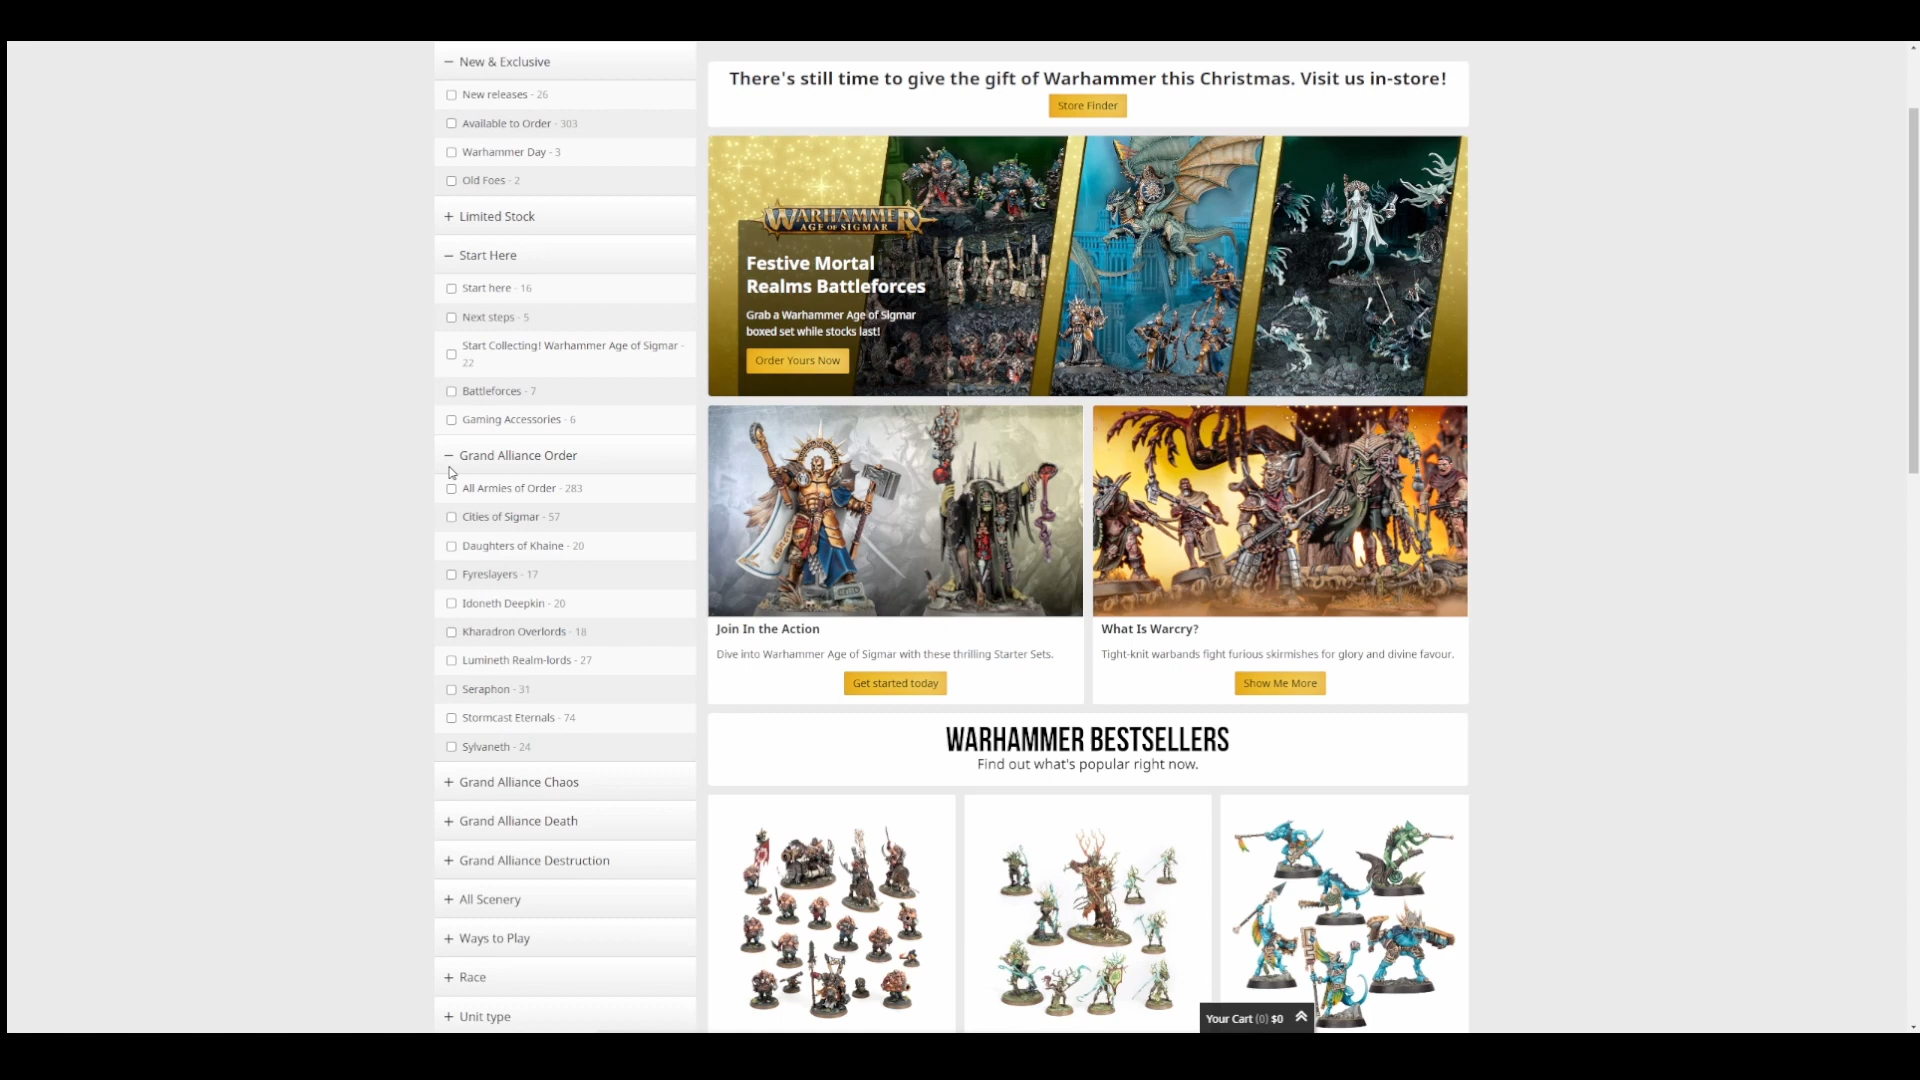 − New & Exclusive
New releases - 26
Available to Order - 303
Warhammer Day - 3
Old Foes - 2
+ Limited Stock
− Start Here
Start here - 16
Next steps - 5
Start Collecting! Warhammer Age of Sigmar -
22
Battleforces - 7
Gaming Accessories - 6
− Grand Alliance Order
All Armies of Order - 283
Cities of Sigmar - 57
Daughters of Khaine - 20
Fyreslayers - 17
Idoneth Deepkin - 20
Kharadron Overlords - 18
Lumineth Realm-lords - 27
Seraphon - 31
Stormcast Eternals - 74
Sylvaneth - 24
+ Grand Alliance Chaos
+ Grand Alliance Death
+ Grand Alliance Destruction
+ All Scenery
+ Ways to Play
+ Race
+ Unit type
There's still time to give the gift of Warhammer this Christmas. Visit us in-store!
Store Finder
WARHAMMER
AGE OF SIGMAR
Festive Mortal
Realms Battleforces
Grab a Warhammer Age of Sigmar
boxed set while stocks last!
Order Yours Now
Join In the Action
Dive into Warhammer Age of Sigmar with these thrilling Starter Sets.
Get started today
What Is Warcry?
Tight-knit warbands fight furious skirmishes for glory and divine favour.
Show Me More
WARHAMMER BESTSELLERS
Find out what's popular right now.
Your Cart (0) $0